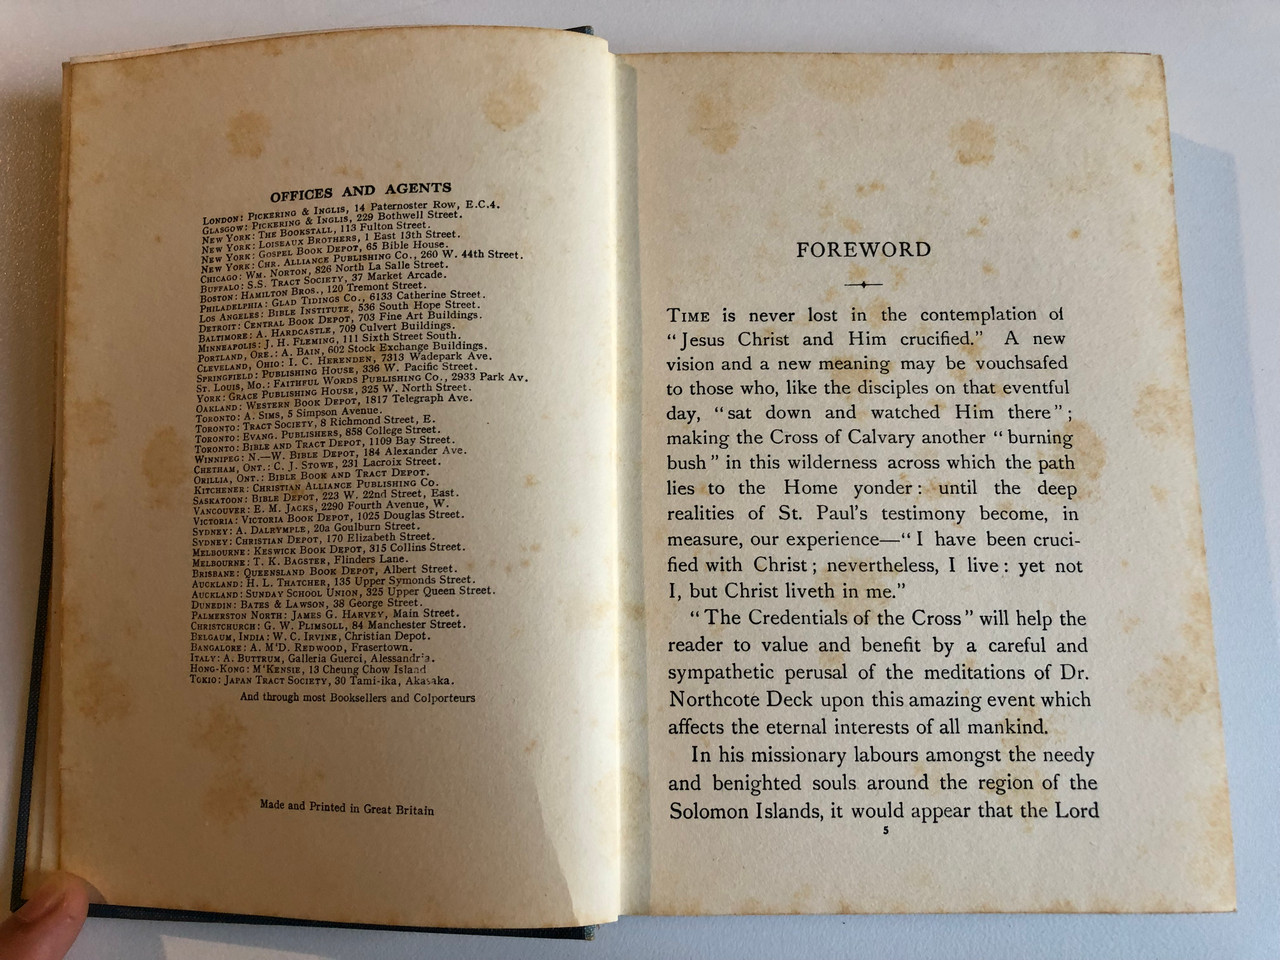 OFFICES AND AGENTS
LONDON: PICKERING & INGLIS, 14 Paternoster Row, E.C.4.
GLASGOW: PICKERING & INGLIS, 229 Bothwell Street.
NEW YORK: THE BOOKSTALL, 113 Fulton Street.
NEW YORK: LOISEAUX BROTHERS, 1 East 13th Street.
NEW YORK: GOSPEL BOOK DEPOT, 65 Bible House.
NEW YORK: CHR. ALLIANCE PUBLISHING CO., 260 W. 44th Street.
CHICAGO: WM. NORTON, 826 North La Salle Street.
BUFFALO: S.S. TRACT SOCIETY, 37 Market Arcade.
BOSTON: HAMILTON BROS., 120 Tremont Street.
PHILADELPHIA: GLAD TIDINGS CO., 6133 Catherine Street.
LOS ANGELES: BIBLE INSTITUTE, 536 South Hope Street.
DETROIT: CENTRAL BOOK DEPOT, 703 Fine Art Buildings.
BALTIMORE: A. HARDCASTLE, 709 Culvert Buildings.
MINNEAPOLIS: J. H. FLEMING, 111 Sixth Street South.
PORTLAND, ORE.: A. BAIN, 602 Stock Exchange Buildings.
CLEVELAND, OHIO: I. C. HERENDEN, 7313 Wadepark Ave.
SPRINGFIELD: PUBLISHING HOUSE, 336 W. Pacific Street.
ST. LOUIS, MO.: FAITHFUL WORDS PUBLISHING CO., 2933 Park Av.
YORK: GRACE PUBLISHING HOUSE, 325 W. North Street.
OAKLAND: WESTERN BOOK DEPOT, 1817 Telegraph Ave.
TORONTO: A. SIMS, 5 Simpson Avenue.
TORONTO: TRACT SOCIETY, 8 Richmond Street, E.
TORONTO: EVANG. PUBLISHERS, 858 College Street.
TORONTO: BIBLE AND TRACT DEPOT, 1109 Bay Street.
WINNIPEG: N.—W. BIBLE DEPOT, 184 Alexander Ave.
CHETHAM, ONT.: C. J. STOWE, 231 Lacroix Street.
ORILLIA, ONT.: BIBLE BOOK AND TRACT DEPOT.
KITCHENER: CHRISTIAN ALLIANCE PUBLISHING CO.
SASKATOON: BIBLE DEPOT, 223 W. 22nd Street, East.
VANCOUVER: E. M. JACKS, 2290 Fourth Avenue, W.
VICTORIA: VICTORIA BOOK DEPOT, 1025 Douglas Street.
SYDNEY: A. DALRYMPLE, 20a Goulburn Street.
SYDNEY: CHRISTIAN DEPOT, 170 Elizabeth Street.
MELBOURNE: KESWICK BOOK DEPOT, 315 Collins Street.
MELBOURNE: T. K. BAGSTER, Flinders Lane.
BRISBANE: QUEENSLAND BOOK DEPOT, Albert Street.
AUCKLAND: H. L. THATCHER, 135 Upper Symonds Street.
AUCKLAND: SUNDAY SCHOOL UNION, 325 Upper Queen Street.
DUNEDIN: BATES & LAWSON, 38 George Street.
PALMERSTON NORTH: JAMES G. HARVEY, Main Street.
CHRISTCHURCH: G. W. PLIMSOLL, 84 Manchester Street.
BELGAUM, INDIA: W. C. IRVINE, Christian Depot.
BANGALORE: A. M'D. REDWOOD, Frasertown.
ITALY: A. BUTTRUM, Galleria Guerci, Alessandria.
HONG-KONG: M'KENSIE, 13 Cheung Chow Island
TOKIO: JAPAN TRACT SOCIETY, 30 Tami-ika, Akasaka.
And through most Booksellers and Colporteurs
Made and Printed in Great Britain
FOREWORD
TIME is never lost in the contemplation of
“Jesus Christ and Him crucified.” A new
vision and a new meaning may be vouchsafed
to those who, like the disciples on that eventful
day, “sat down and watched Him there”;
making the Cross of Calvary another “burning
bush” in this wilderness across which the path
lies to the Home yonder: until the deep
realities of St. Paul's testimony become, in
measure, our experience—“I have been cruci-
fied with Christ; nevertheless, I live: yet not
I, but Christ liveth in me.”
“The Credentials of the Cross” will help the
reader to value and benefit by a careful and
sympathetic perusal of the meditations of Dr.
Northcote Deck upon this amazing event which
affects the eternal interests of all mankind.
In his missionary labours amongst the needy
and benighted souls around the region of the
Solomon Islands, it would appear that the Lord
5